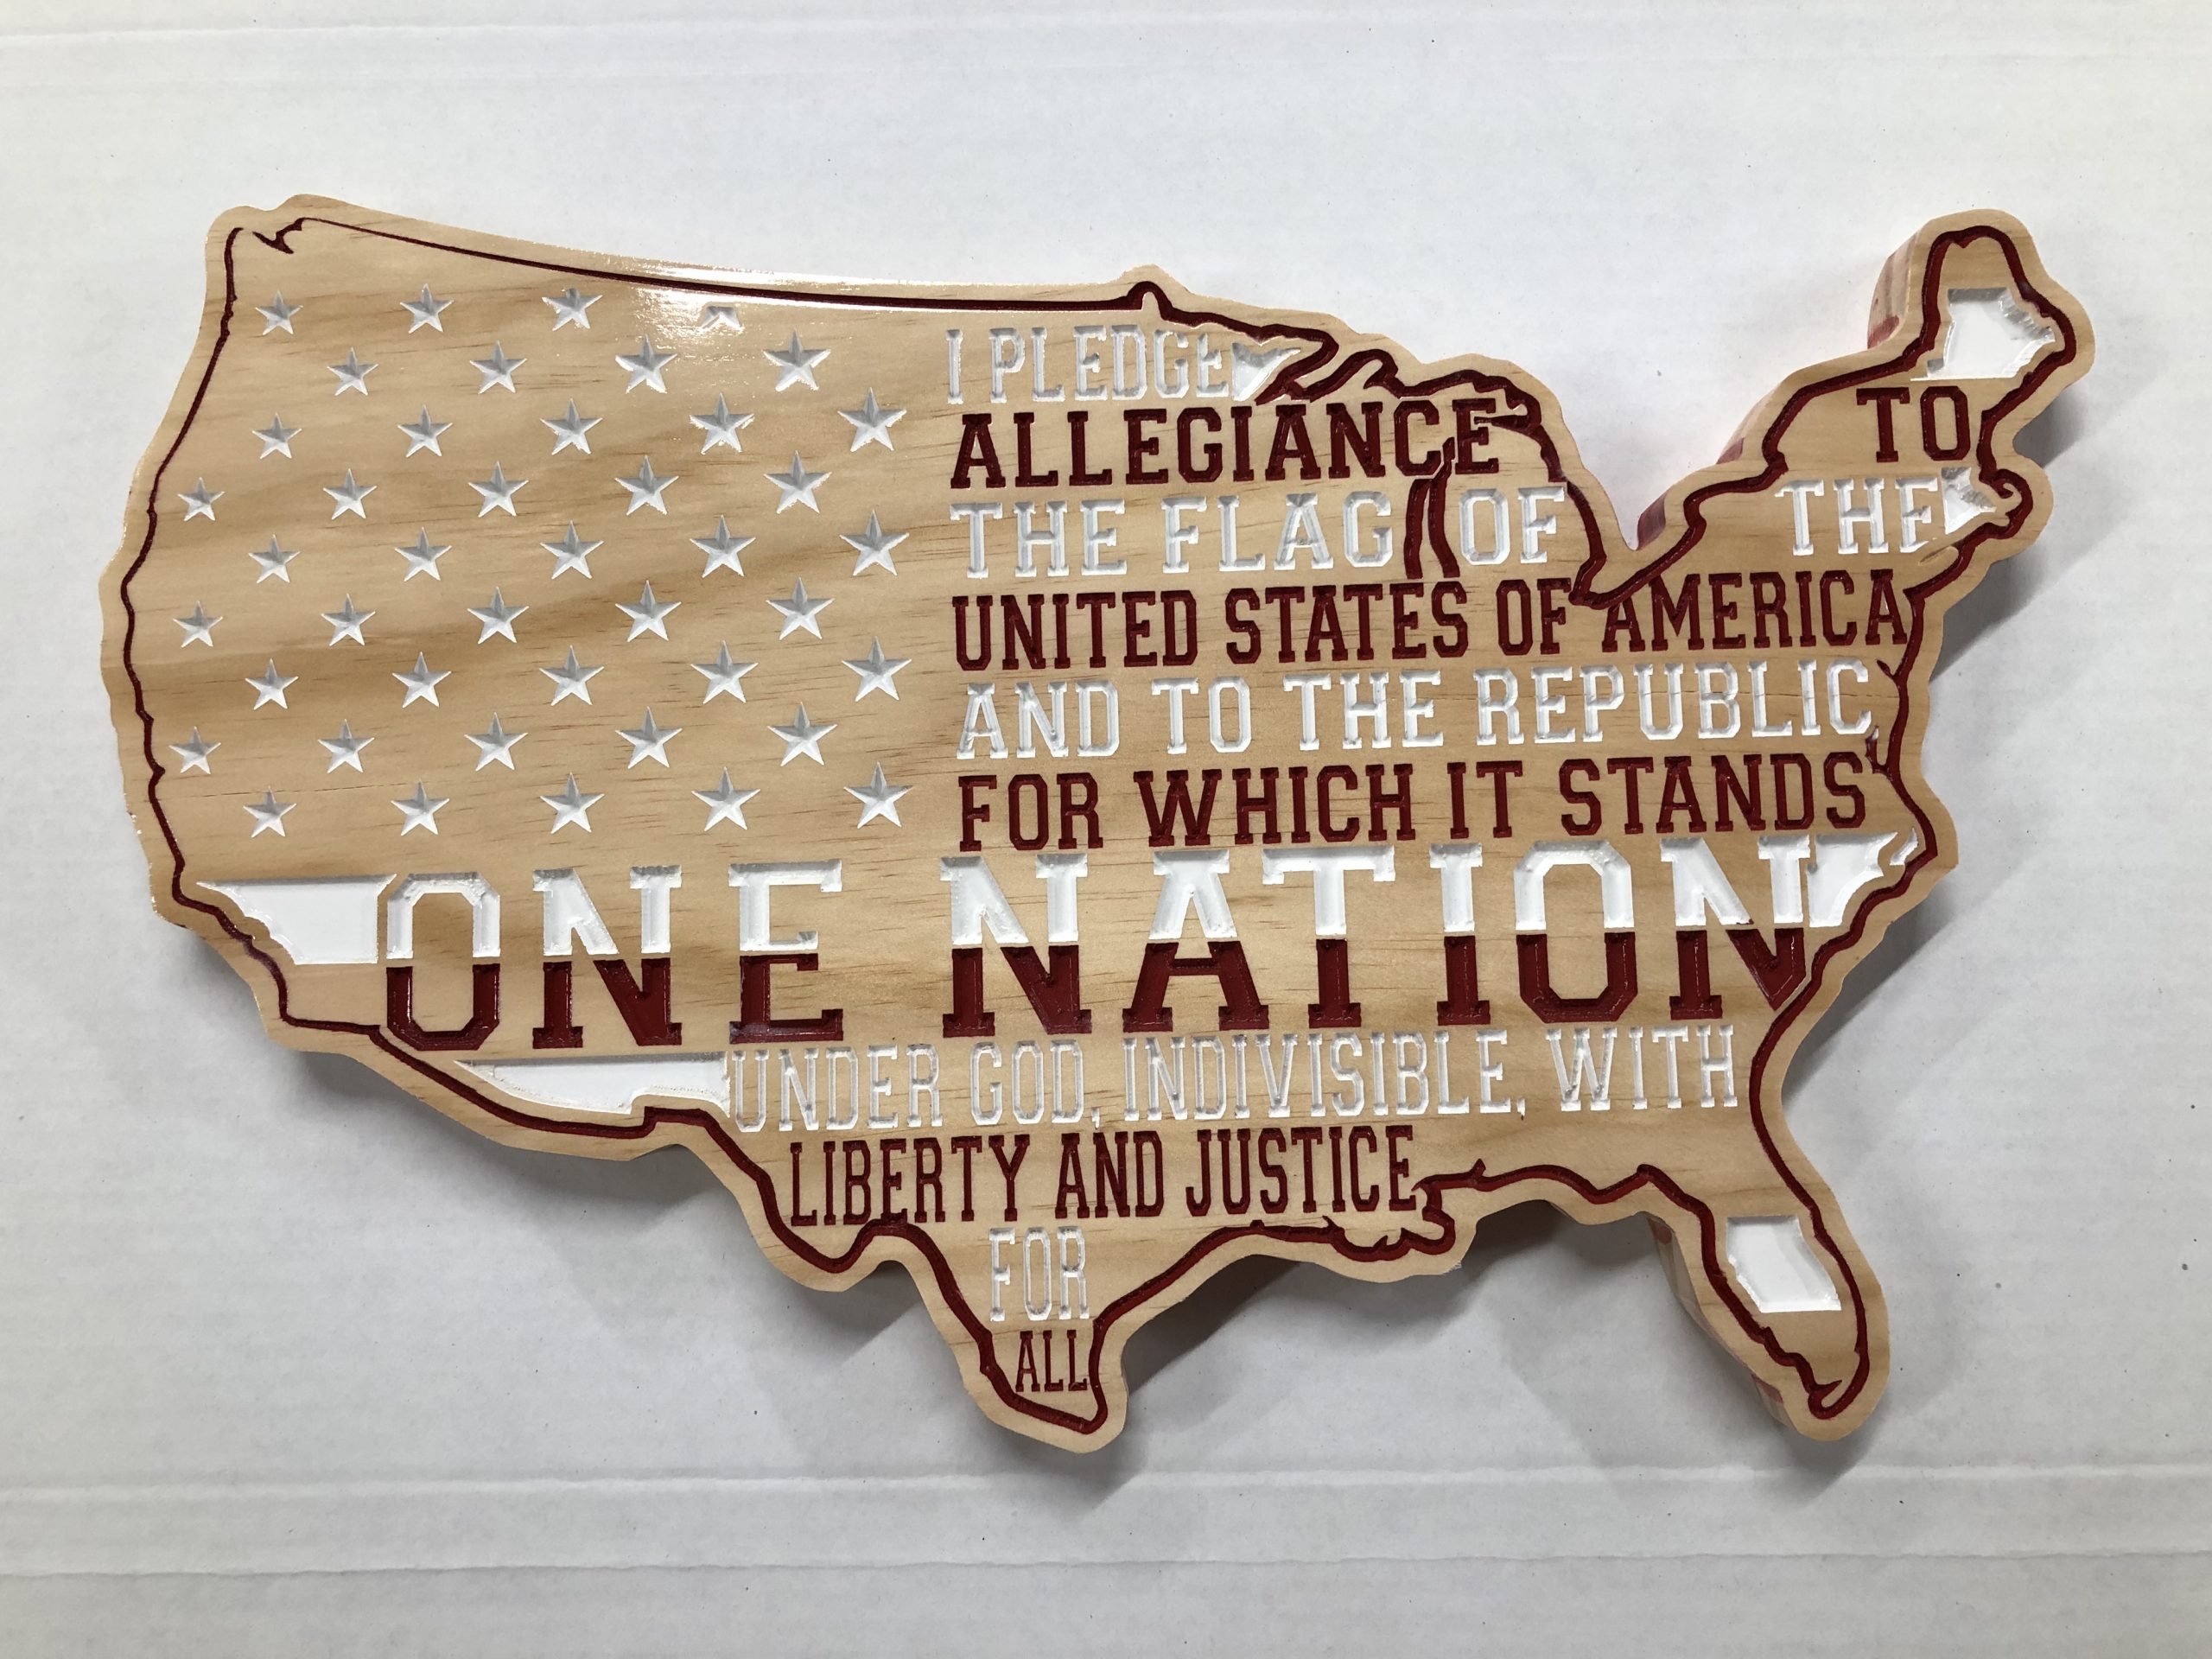 I PLEDGE
ALLEGIANCE TO
THE FLAG OF THE
UNITED STATES OF AMERICA
AND TO THE REPUBLIC,
FOR WHICH IT STANDS
ONE NATION
UNDER GOD, INDIVISIBLE, WITH
LIBERTY AND JUSTICE
FOR
ALL